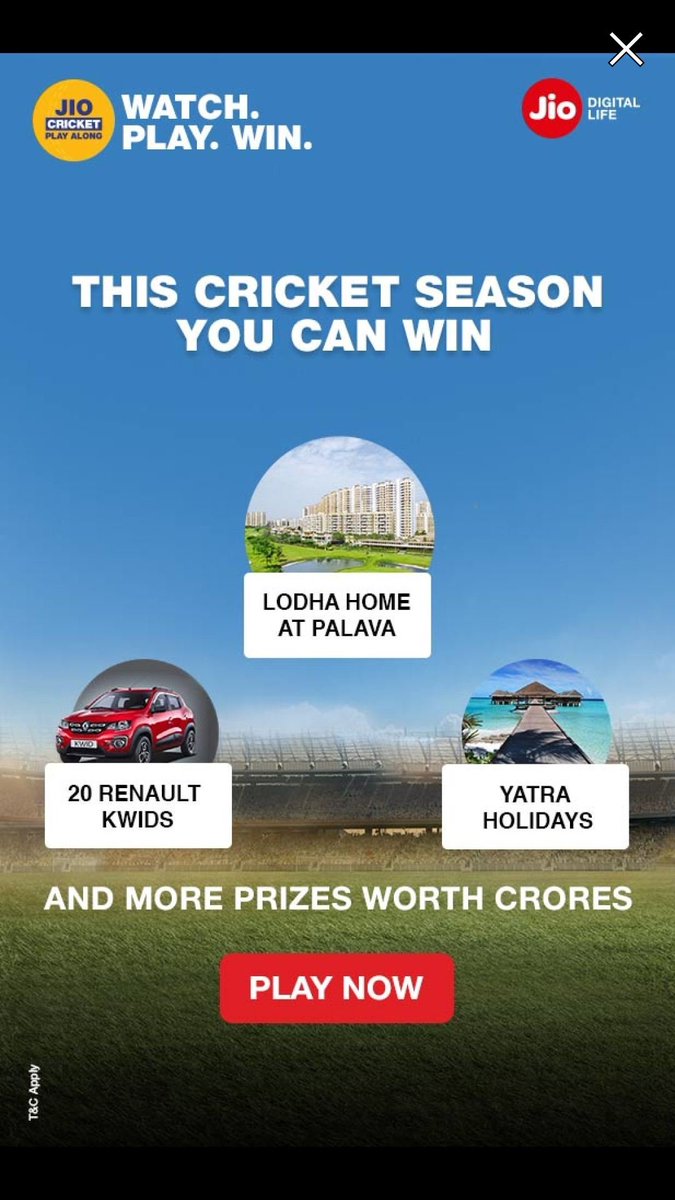 JIO
CRICKET
PLAY ALONG
WATCH.
PLAY. WIN.
Jio
DIGITAL
LIFE
THIS CRICKET SEASON
YOU CAN WIN
LODHA HOME
AT PALAVA
KWID
20 RENAULT
KWIDS
YATRA
HOLIDAYS
AND MORE PRIZES WORTH CRORES
PLAY NOW
T&C Apply